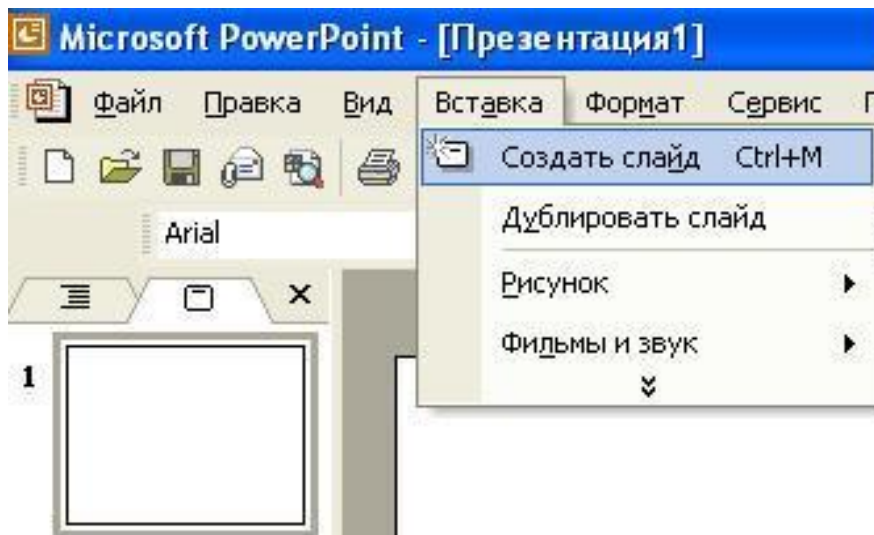 Microsoft PowerPoint - [Презентация1]
Файл Правка Вид Вставка Формат Сервис
Создать слайд Ctrl+M
Дублировать слайд
Arial
Рисунок
Фильмы и звук
1